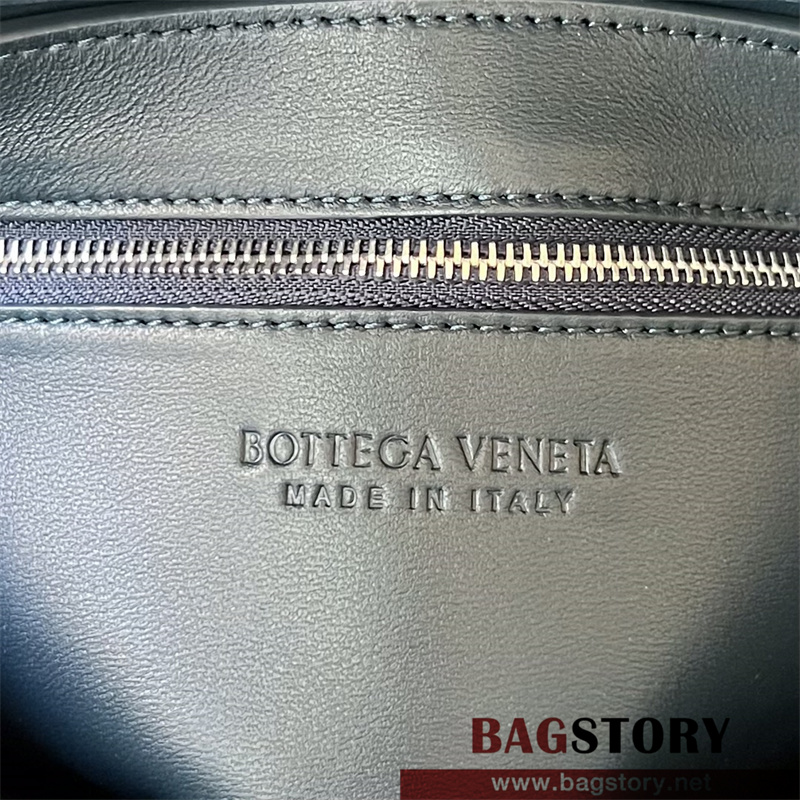 BOTTEGA VENETA
MADE IN ITALY
BAGSTORY
www.bagstory.net